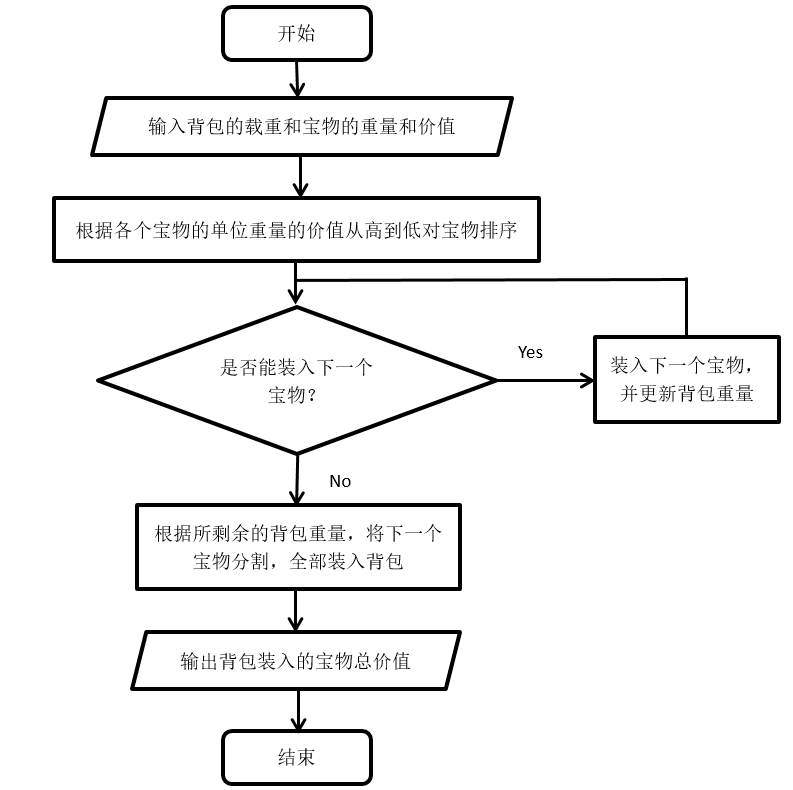 开始
输入背包的载重和宝物的重量和价值
根据各个宝物的单位重量的价值从高到低对宝物排序
是否能装入下一个
宝物？
Yes
装入下一个宝物，
并更新背包重量
No
根据所剩余的背包重量，将下一个
宝物分割，全部装入背包
输出背包装入的宝物总价值
结束